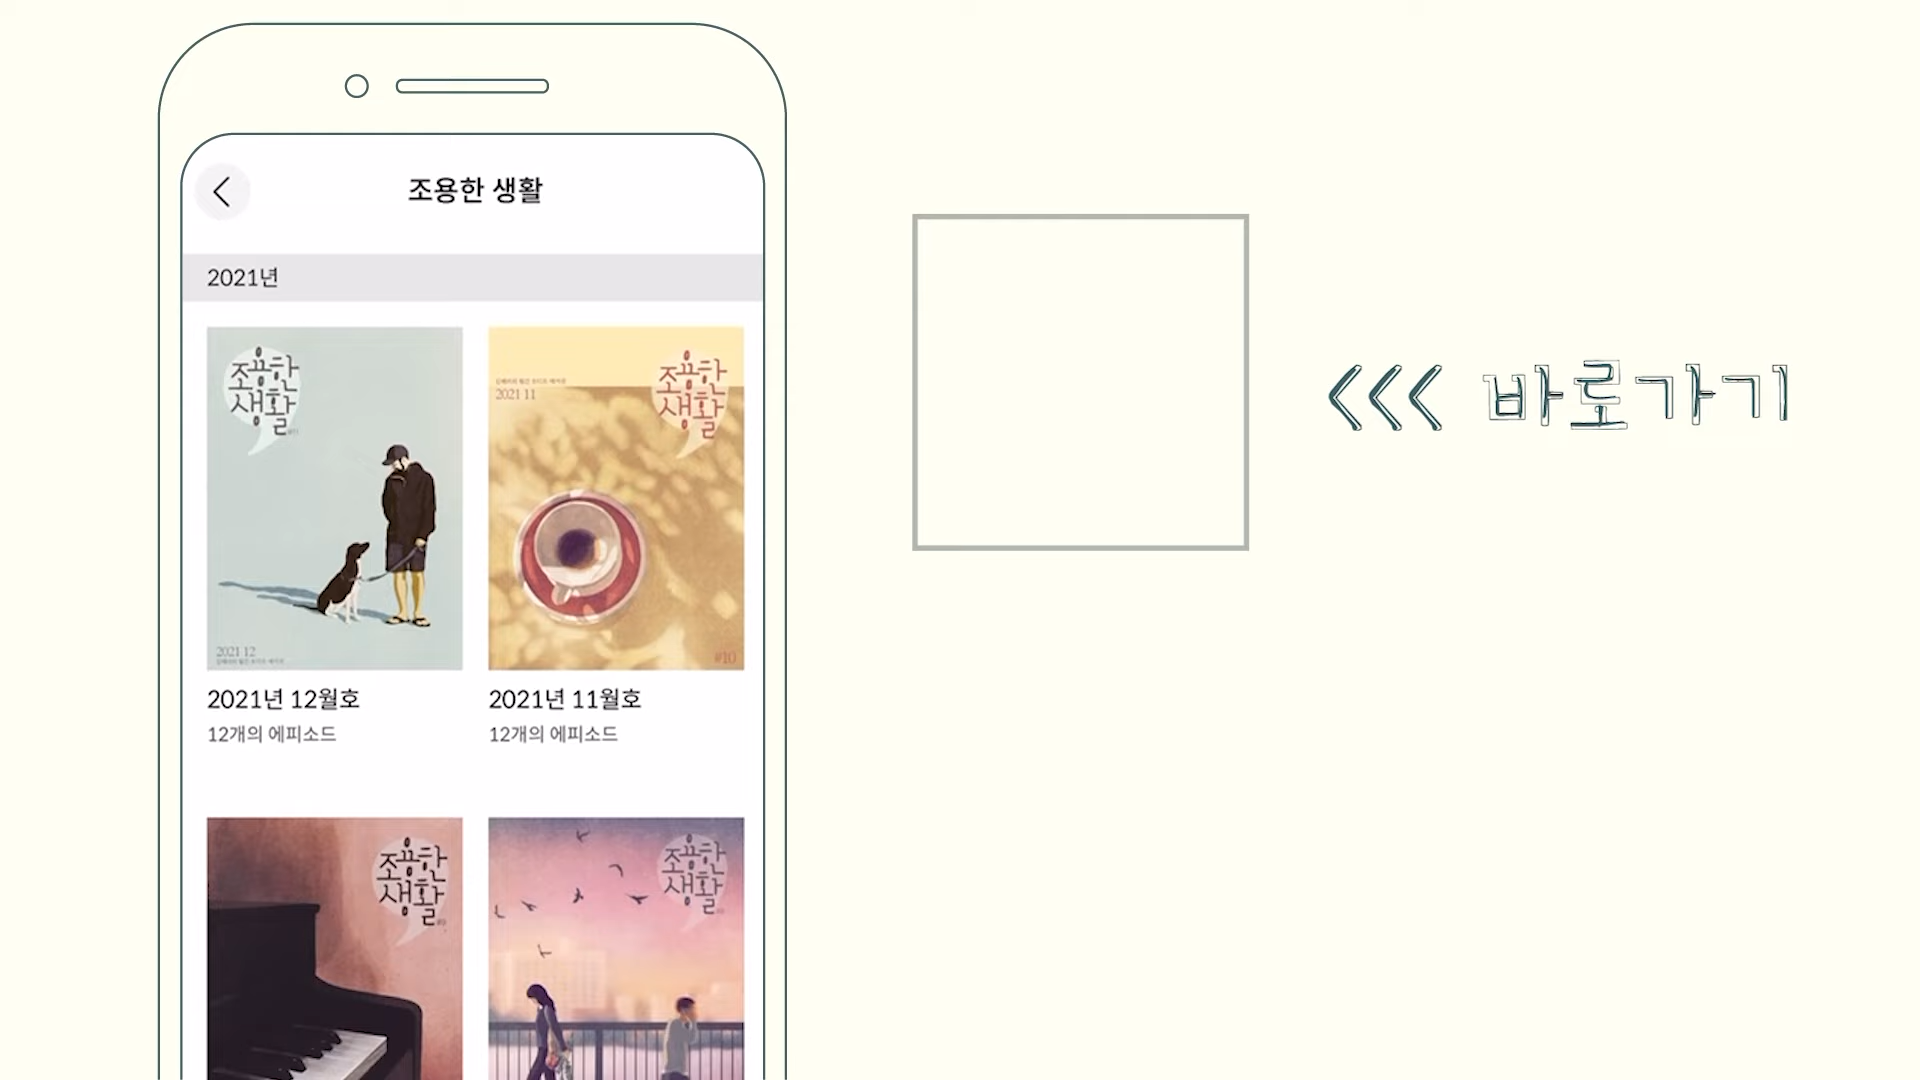 조용한 생활
2021년
조용한
생활
2021 12
2021년 12월호
12개의 에피소드
조용한
생활
2021 11
#10
2021년 11월호
12개의 에피소드
조용한
생활
조용한
생활
<<< 바로가기